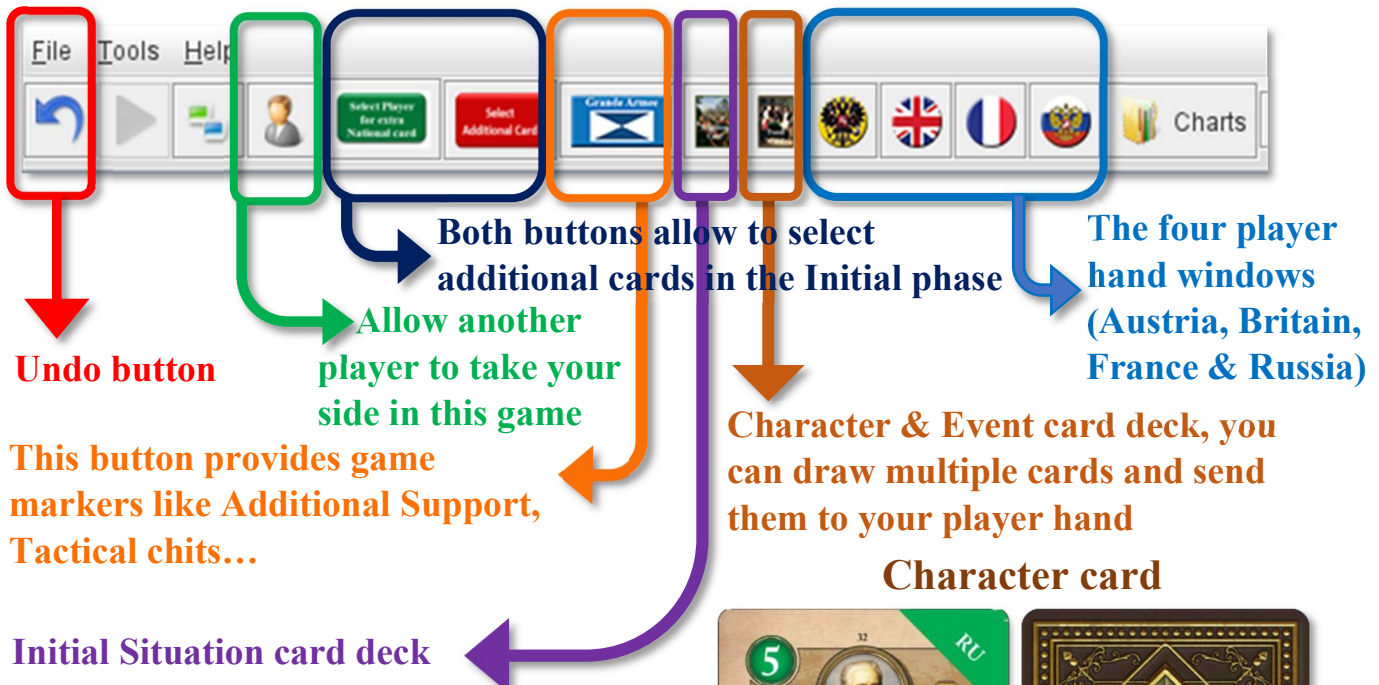 File Tools Help
Select Player
for extra
National card
Select
Additional Card
Grande Armee
Charts
Both buttons allow to select
additional cards in the Initial phase
The four player
hand windows
(Austria, Britain,
France & Russia)
Allow another
player to take your
side in this game
Undo button
Character & Event card deck, you
can draw multiple cards and send
them to your player hand
This button provides game
markers like Additional Support,
Tactical chits…
Character card
Initial Situation card deck
5
32
RU